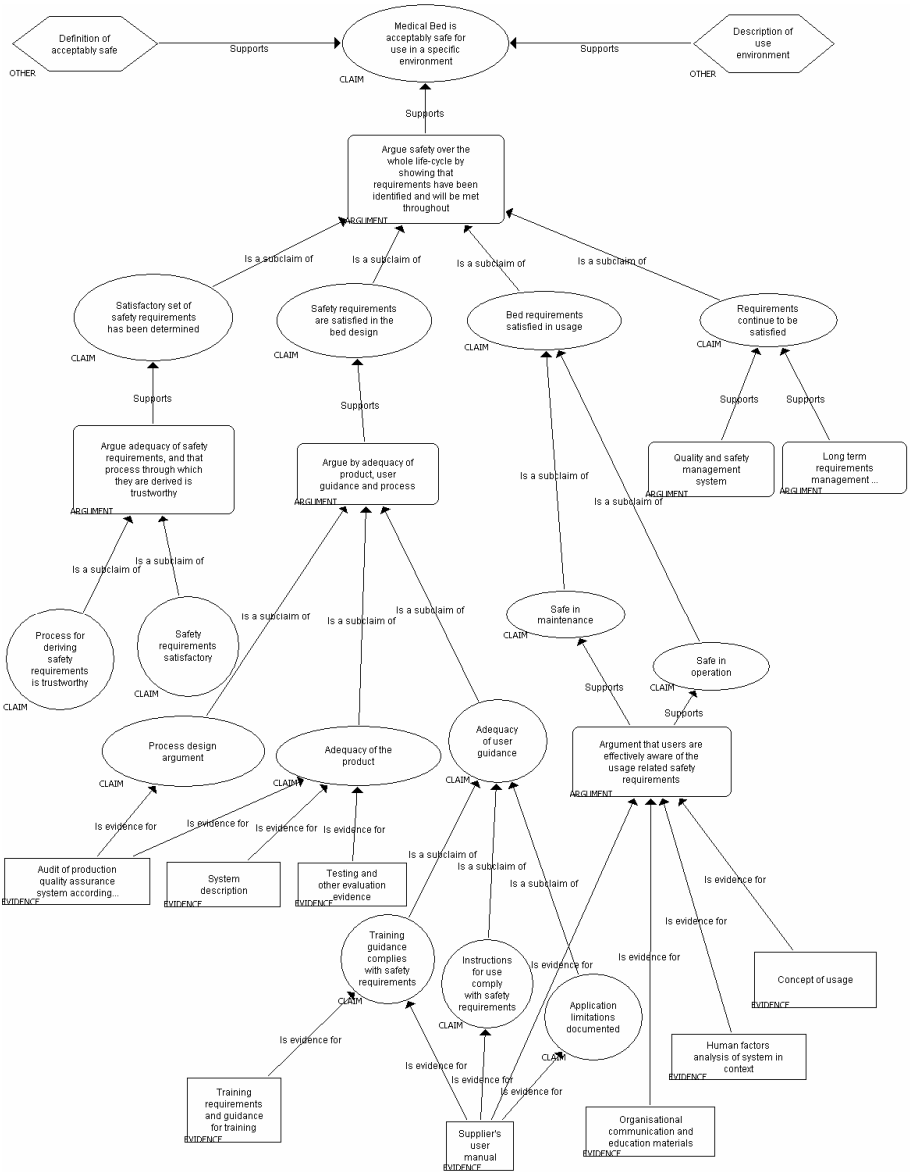 Definition of
acceptably safe
OTHER
Supports
Medical Bed is
acceptably safe for
use in a specific
environment
CLAIM
Supports
Description of
use
environment
OTHER
Supports
Argue safety over the
whole life-cycle by
showing that
requirements have been
identified and will be met
throughout
ARGUMENT
Is a subclaim of
Is a subclaim of
Is a subclaim of
Is a subclaim of
Satisfactory set of
safety requirements
has been determined
CLAIM
Safety requirements
are satisfied in the
bed design
CLAIM
Bed requirements
satisfied in usage
CLAIM
Requirements
continue to be
satisfied
CLAIM
Supports
Supports
Supports
Supports
Argue adequacy of safety
requirements, and that
process through which
they are derived is
trustworthy
ARGUMENT
Argue by adequacy of
product, user
guidance and process
ARGUMENT
Quality and safety
management
system
ARGUMENT
Long term
requirements
management ...
ARGUMENT
Is a subclaim of
Is a subclaim of
Is a subclaim of
Is a subclaim of
Is a subclaim of
Is a subclaim of
Is a subclaim of
Process for
deriving
safety
requirements
is trustworthy
CLAIM
Safety
requirements
satisfactory
CLAIM
Safe in
maintenance
CLAIM
Safe in
operation
CLAIM
Supports
Supports
Process design
argument
CLAIM
Adequacy of the
product
CLAIM
Adequacy
of user
guidance
CLAIM
Argument that users are
effectively aware of the
usage related safety
requirements
ARGUMENT
Is evidence for
Is evidence for
Is evidence for
Is evidence for
Is a subclaim of
Is a subclaim of
Is a subclaim of
Is evidence for
Is evidence for
Is evidence for
Is evidence for
Audit of production
quality assurance
system according...
EVIDENCE
System
description
EVIDENCE
Testing and
other evaluation
evidence
EVIDENCE
Training
guidance
complies
with safety
requirements
CLAIM
Instructions
for use
comply
with safety
requirements
CLAIM
Application
limitations
documented
CLAIM
Concept of usage
EVIDENCE
Human factors
analysis of system in
context
EVIDENCE
Is evidence for
Is evidence for
Is evidence for
Is evidence for
Training
requirements
and guidance
for training
EVIDENCE
Supplier's
user
manual
EVIDENCE
Organisational
communication and
education materials
EVIDENCE